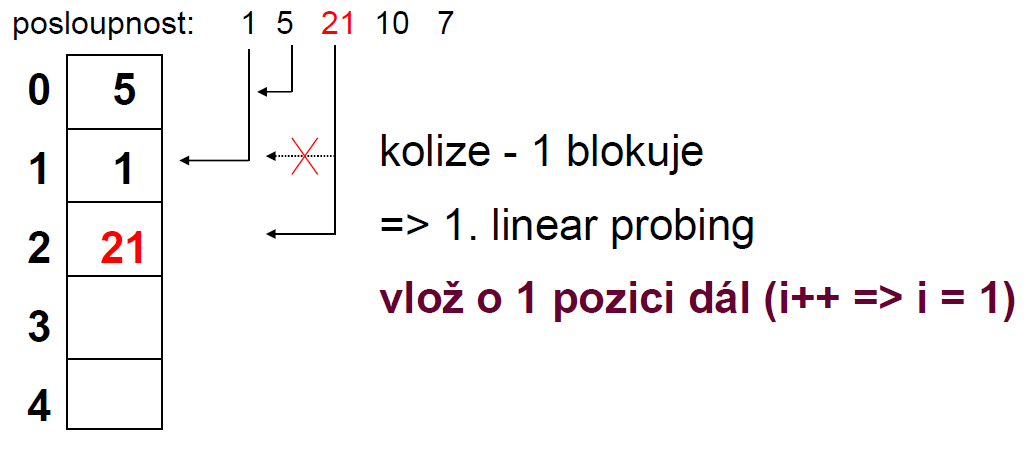 posloupnost: 1 5 21 10 7
0 5
1 1
kolize - 1 blokuje
=> 1. linear probing
2 21
vlož o 1 pozici dál (i++ => i = 1)
3
4